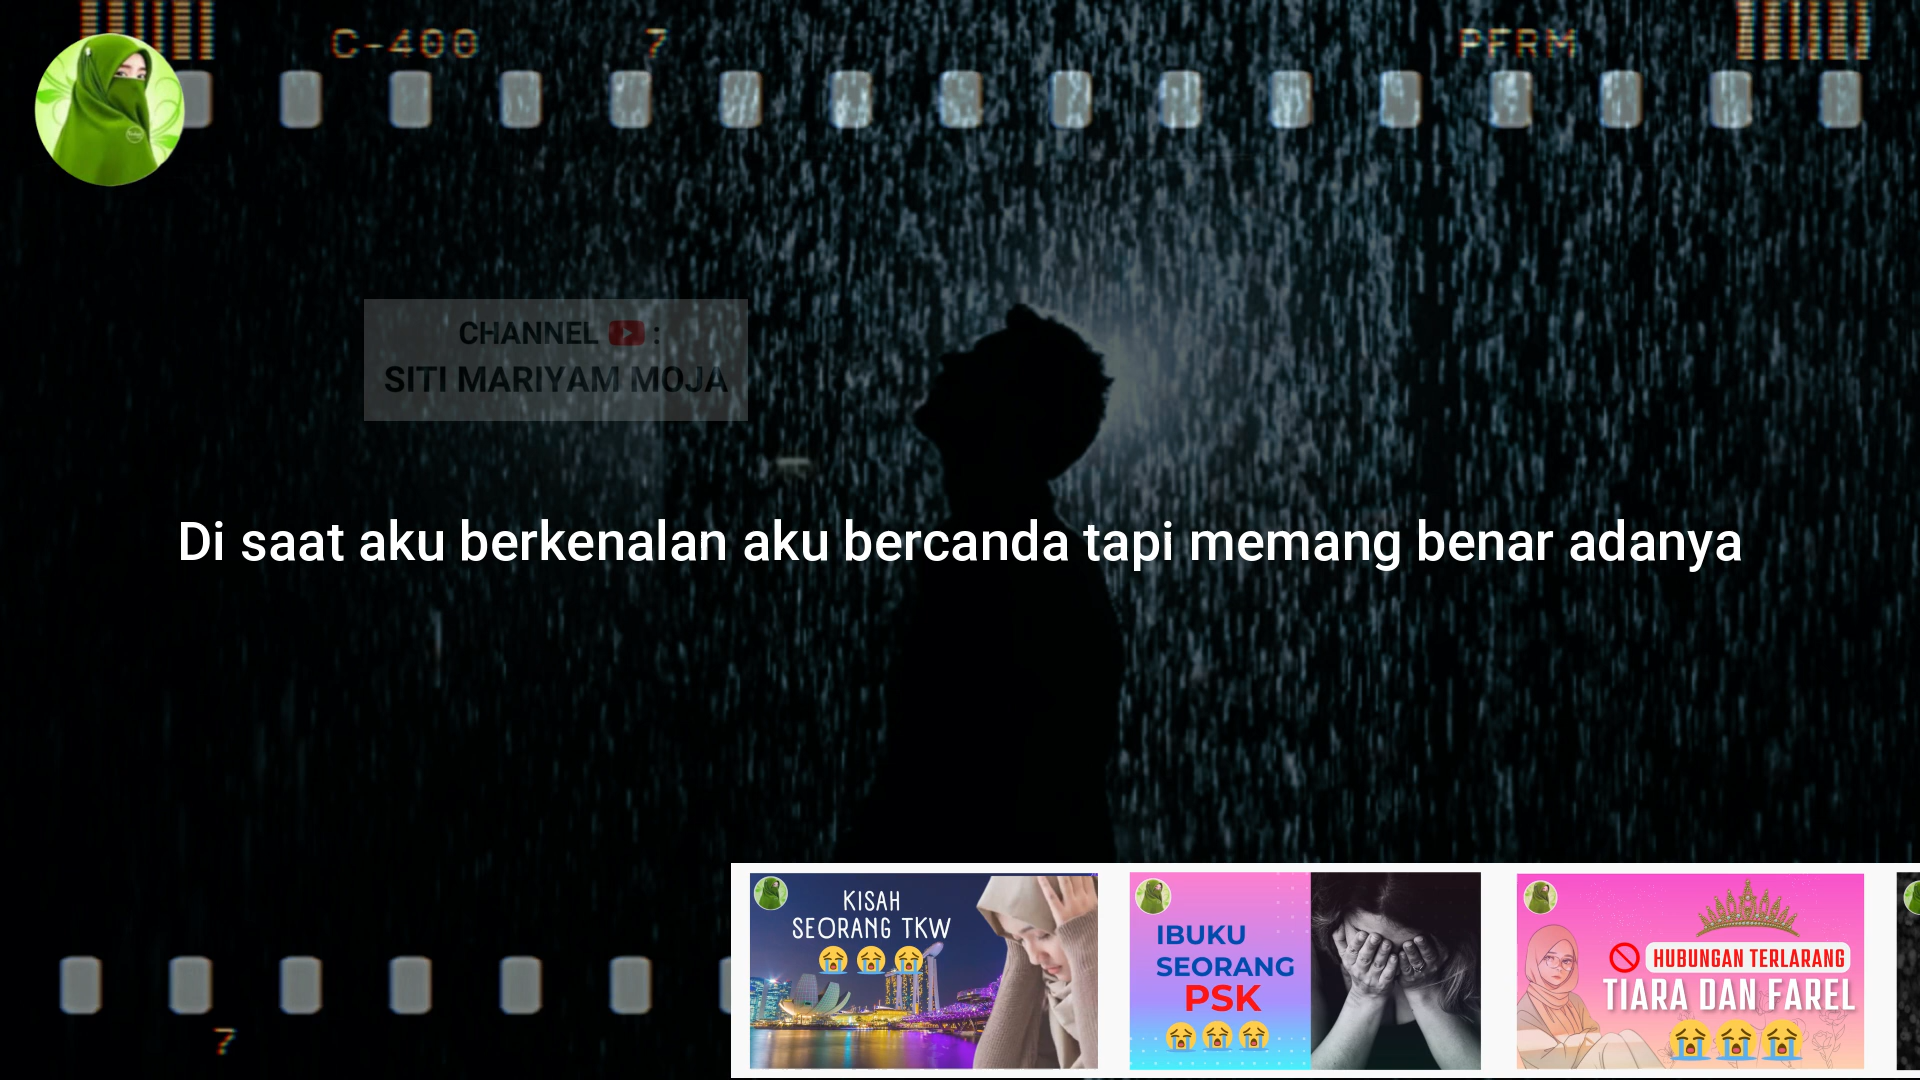 C-400 7 PFRM
CHANNEL :
SITI MARIYAM MOJA
Di saat aku berkenalan aku bercanda tapi memang benar adanya
KISAH
SEORANG TKW
IBUKU
SEORANG
PSK
HUBUNGAN TERLARANG
TIARA DAN FAREL
7